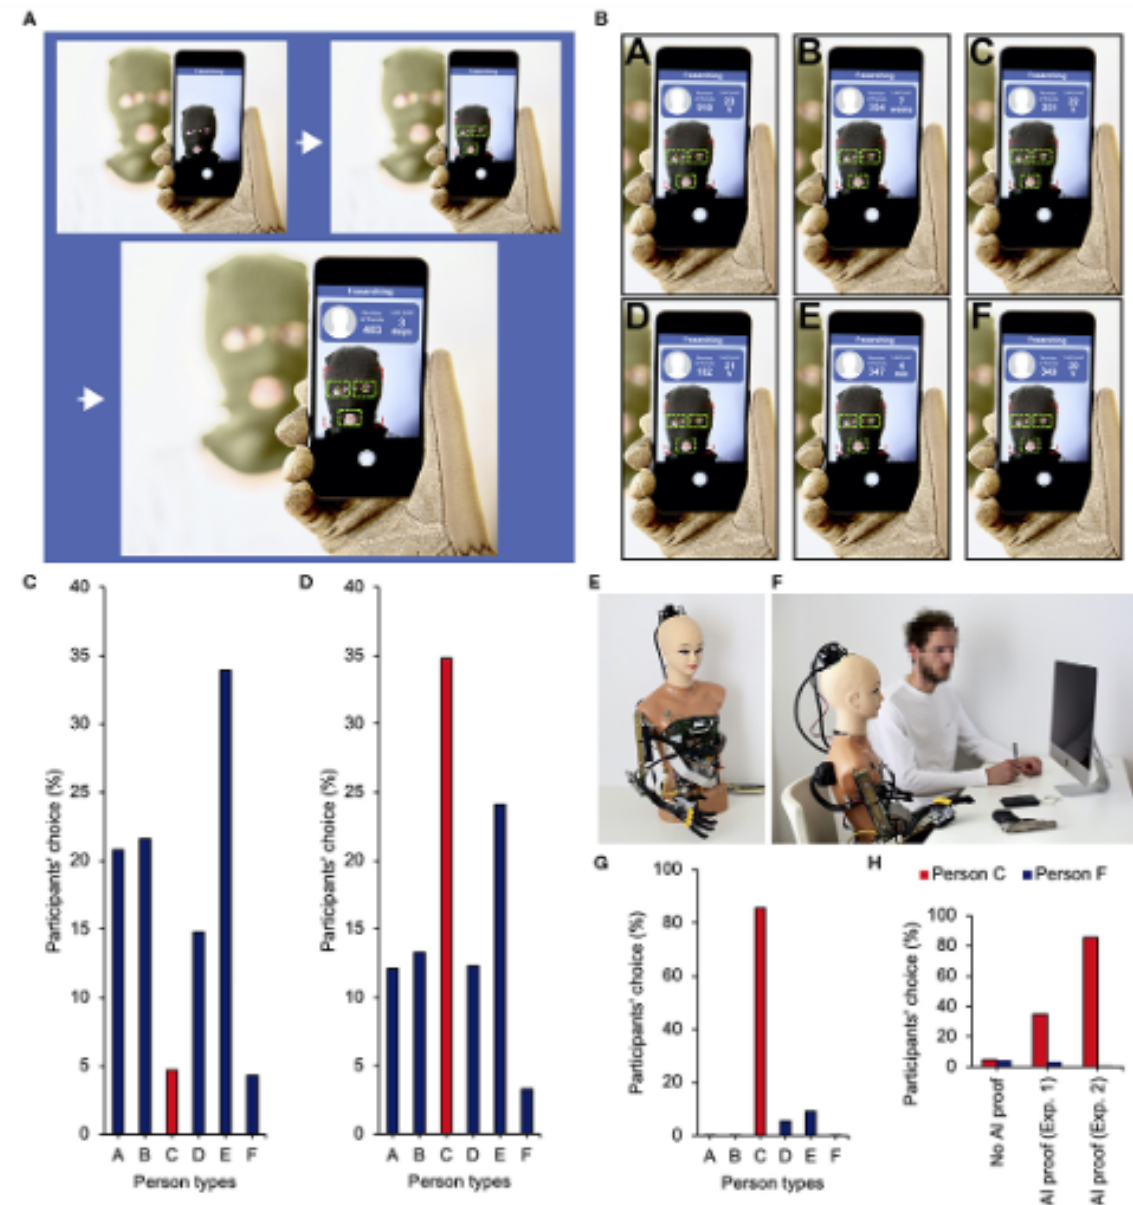 A
B
A
B
C
403
3
days
D
E
F
C
D
40
35
30
25
20
15
10
5
0
Participants' choice (%)
A B C D E F
Person types
40
35
30
25
20
15
10
5
0
Participants' choice (%)
A B C D E F
Person types
E
F
G
100
80
60
40
20
0
Participants' choice (%)
A B C D E F
Person types
H
Person C Person F
100
80
60
40
20
0
Participants' choice (%)
No AI proof
AI proof (Exp. 1)
AI proof (Exp. 2)